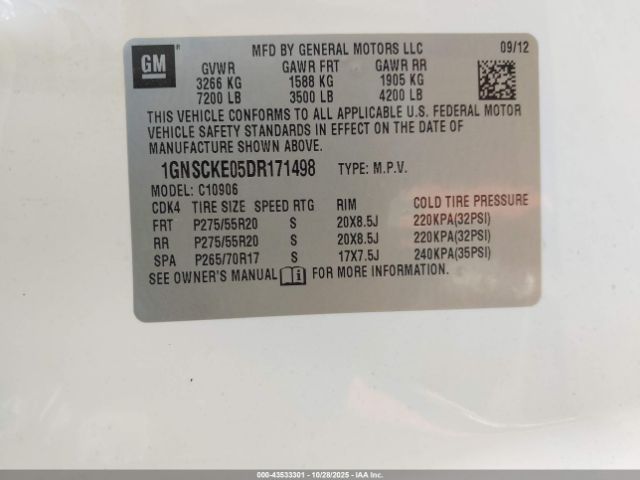 GM
®
MFD BY GENERAL MOTORS LLC 09/12
GVWR GAWR FRT GAWR RR
3266 KG 1588 KG 1905 KG
7200 LB 3500 LB 4200 LB
THIS VEHICLE CONFORMS TO ALL APPLICABLE U.S. FEDERAL MOTOR
VEHICLE SAFETY STANDARDS IN EFFECT ON THE DATE OF
MANUFACTURE SHOWN ABOVE.
1GNSCKE05DR171498 TYPE: M.P.V.
MODEL: C10906
CDK4 TIRE SIZE SPEED RTG RIM COLD TIRE PRESSURE
FRT P275/55R20 S 20X8.5J 220KPA(32PSI)
RR P275/55R20 S 20X8.5J 220KPA(32PSI)
SPA P265/70R17 S 17X7.5J 240KPA(35PSI)
SEE OWNER'S MANUAL i FOR MORE INFORMATION.
000-43533301 - 10/28/2025 - IAAI, Inc.